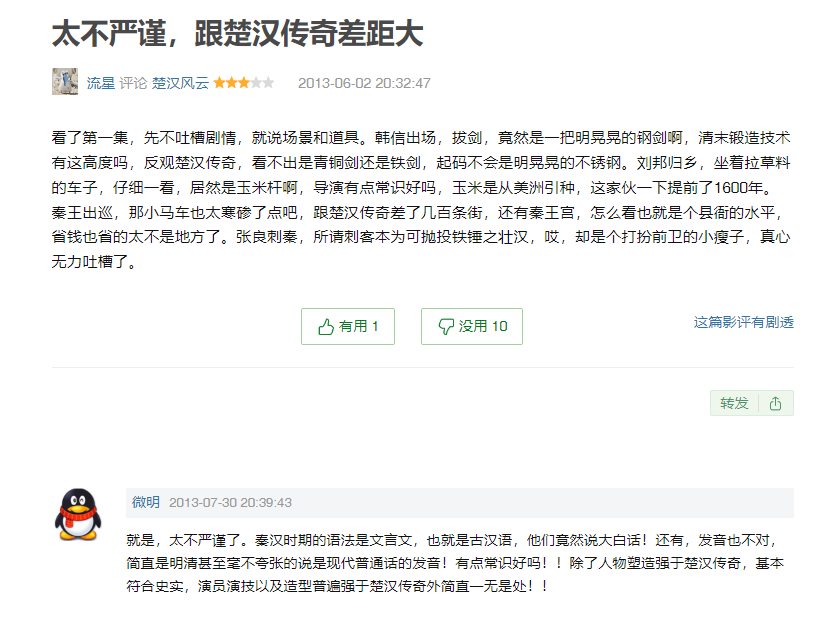 太不严谨，跟楚汉传奇差距大
流星 评论 楚汉风云 2013-06-02 20:32:47
看了第一集，先不吐槽剧情，就说场景和道具。韩信出场，拔剑，竟然是一把明晃晃的钢剑啊，清末锻造技术
有这高度吗，反观楚汉传奇，看不出是青铜剑还是铁剑，起码不会是明晃晃的不锈钢。刘邦归乡，坐着拉草料
的车子，仔细一看，居然是玉米杆啊，导演有点常识好吗，玉米是从美洲引种，这家伙一下提前了1600年。
秦王出巡，那小马车也太寒碜了点吧，跟楚汉传奇差了几百条街，还有秦王宫，怎么看也就是个县衙的水平，
省钱也省的太不是地方了。张良刺秦，所请刺客本为可抛投铁锤之壮汉，哎，却是个打扮前卫的小瘦子，真心
无力吐槽了。
有用 1 没用 10 这篇影评有剧透
转发
微明 2013-07-30 20:39:43
就是，太不严谨了。秦汉时期的语法是文言文，也就是古汉语，他们竟然说大白话！还有，发音也不对，
简直是明清甚至毫不夸张的说是现代普通话的发音！有点常识好吗！！除了人物塑造强于楚汉传奇，基本
符合史实，演员演技以及造型普遍强于楚汉传奇外简直一无是处！！